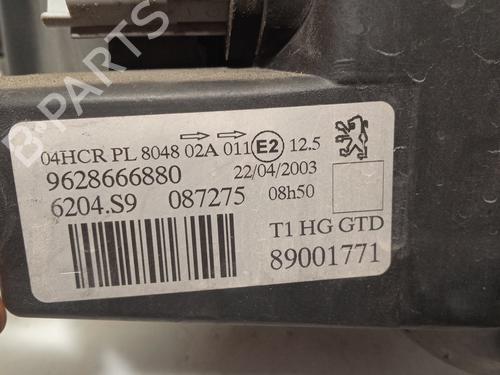 04HCR PL 8048 02A 011 E2 12.5
9628666880 22/04/2003
6204.S9 087275 08h50
T1 HG GTD
89001771
B-PARTS